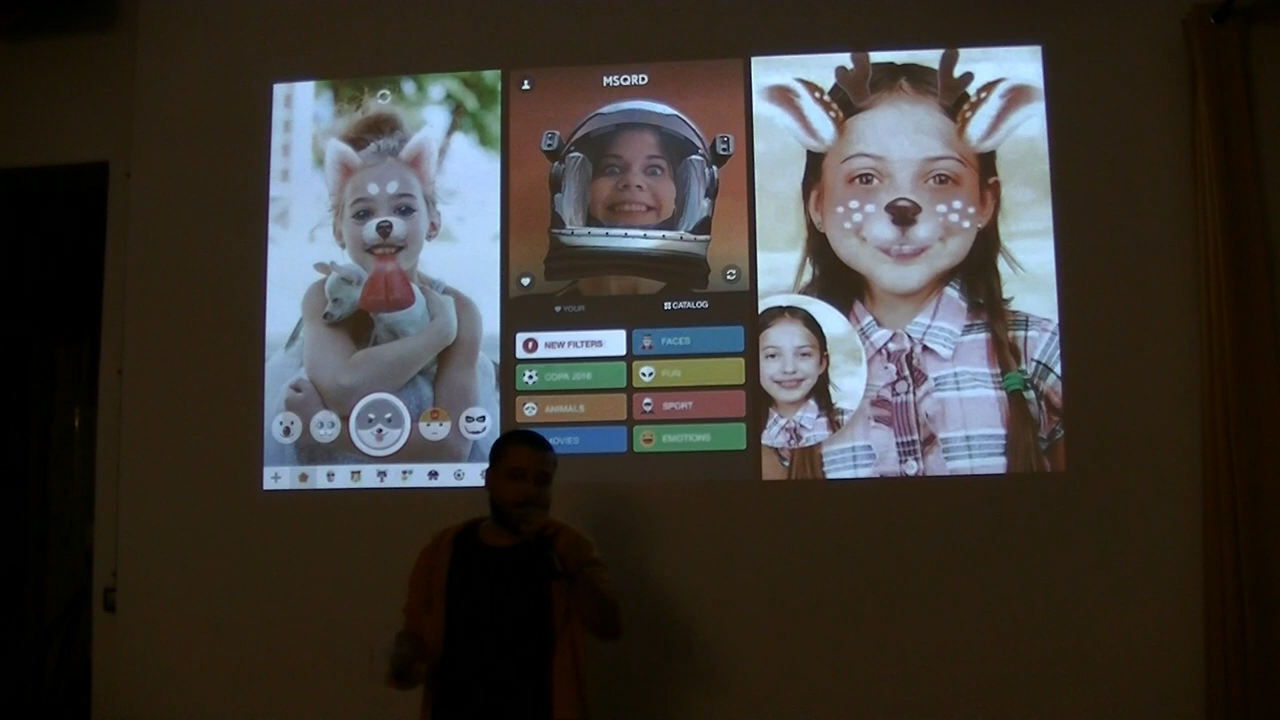 MSQRD
YOUR
CATALOG
NEW FILTERS
FACES
COPA 2016
FUN
ANIMALS
SPORT
MOVIES
EMOTIONS